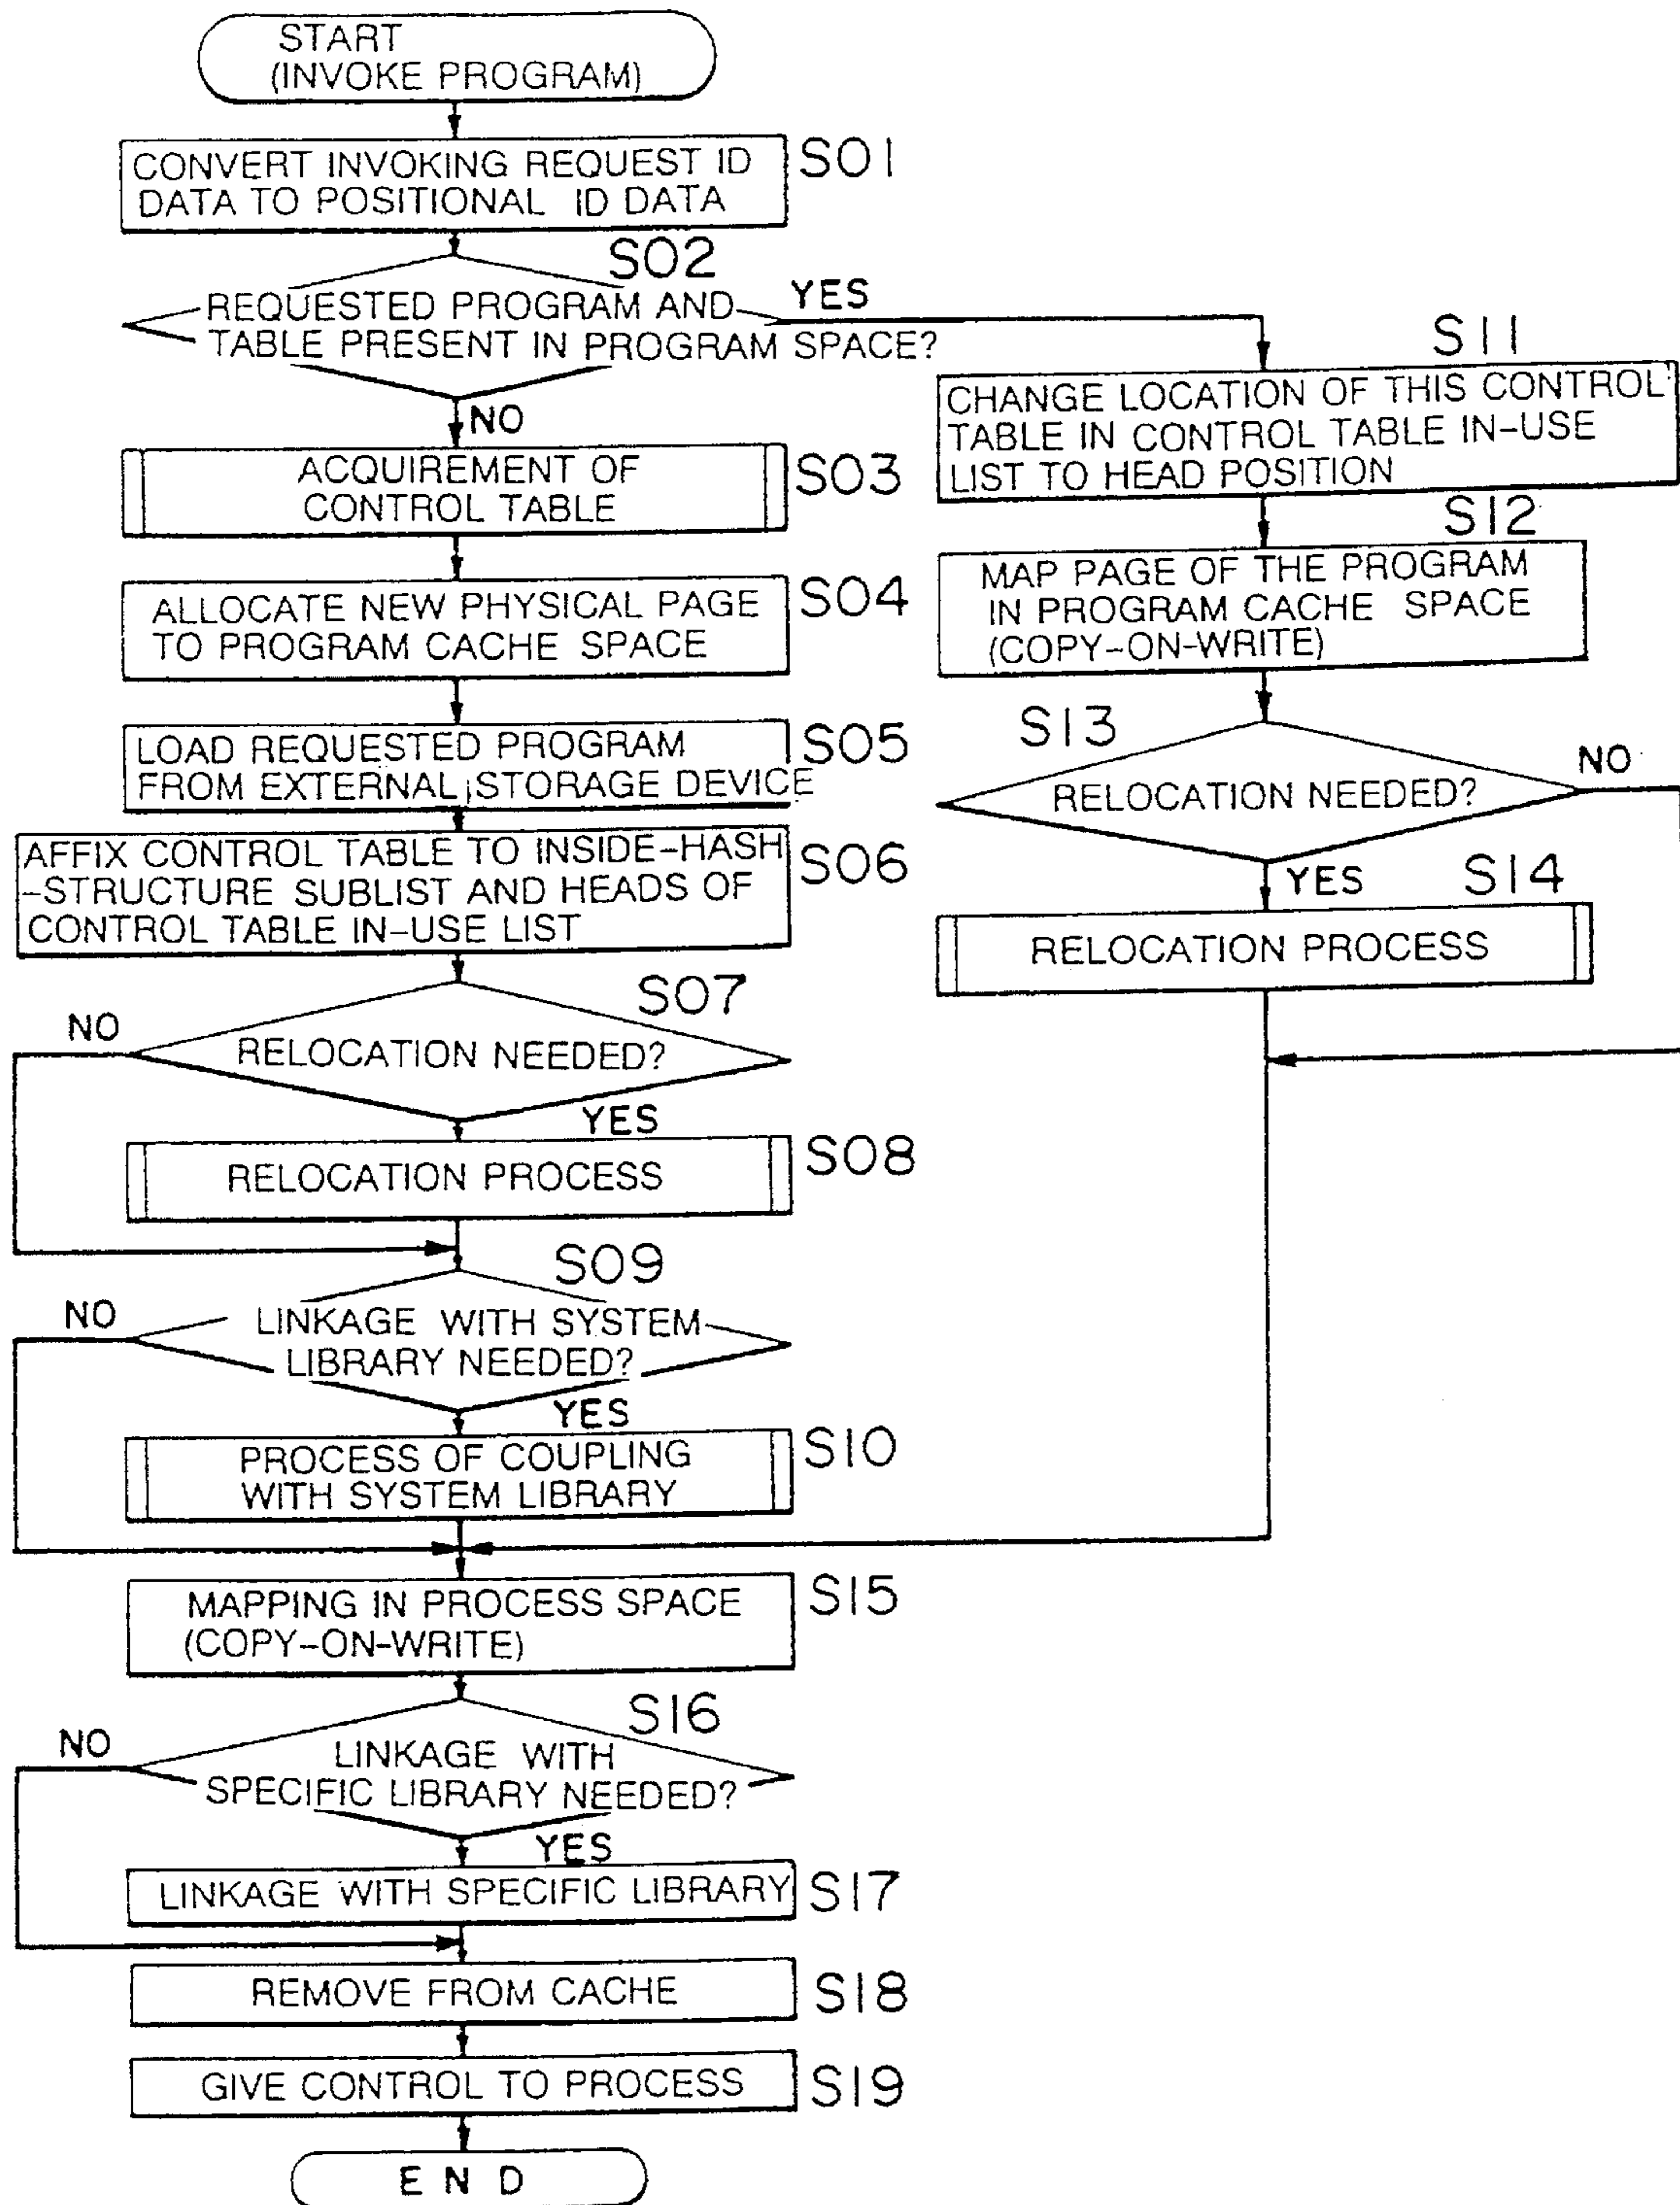 START
(INVOKE PROGRAM)
CONVERT INVOKING REQUEST ID
DATA TO POSITIONAL ID DATA
S01
S02
REQUESTED PROGRAM AND
TABLE PRESENT IN PROGRAM SPACE?
YES
NO
ACQUIREMENT OF
CONTROL TABLE
S03
ALLOCATE NEW PHYSICAL PAGE
TO PROGRAM CACHE SPACE
S04
LOAD REQUESTED PROGRAM
FROM EXTERNAL STORAGE DEVICE
S05
AFFIX CONTROL TABLE TO INSIDE-HASH
-STRUCTURE SUBLIST AND HEADS OF
CONTROL TABLE IN-USE LIST
S06
S07
NO
RELOCATION NEEDED?
YES
RELOCATION PROCESS
S08
S09
NO
LINKAGE WITH SYSTEM
LIBRARY NEEDED?
YES
PROCESS OF COUPLING
WITH SYSTEM LIBRARY
S10
S11
CHANGE LOCATION OF THIS CONTROL
TABLE IN CONTROL TABLE IN-USE
LIST TO HEAD POSITION
S12
MAP PAGE OF THE PROGRAM
IN PROGRAM CACHE SPACE
(COPY-ON-WRITE)
S13
RELOCATION NEEDED?
NO
YES
S14
RELOCATION PROCESS
MAPPING IN PROCESS SPACE
(COPY-ON-WRITE)
S15
S16
NO
LINKAGE WITH
SPECIFIC LIBRARY NEEDED?
YES
LINKAGE WITH SPECIFIC LIBRARY
S17
REMOVE FROM CACHE
S18
GIVE CONTROL TO PROCESS
S19
END